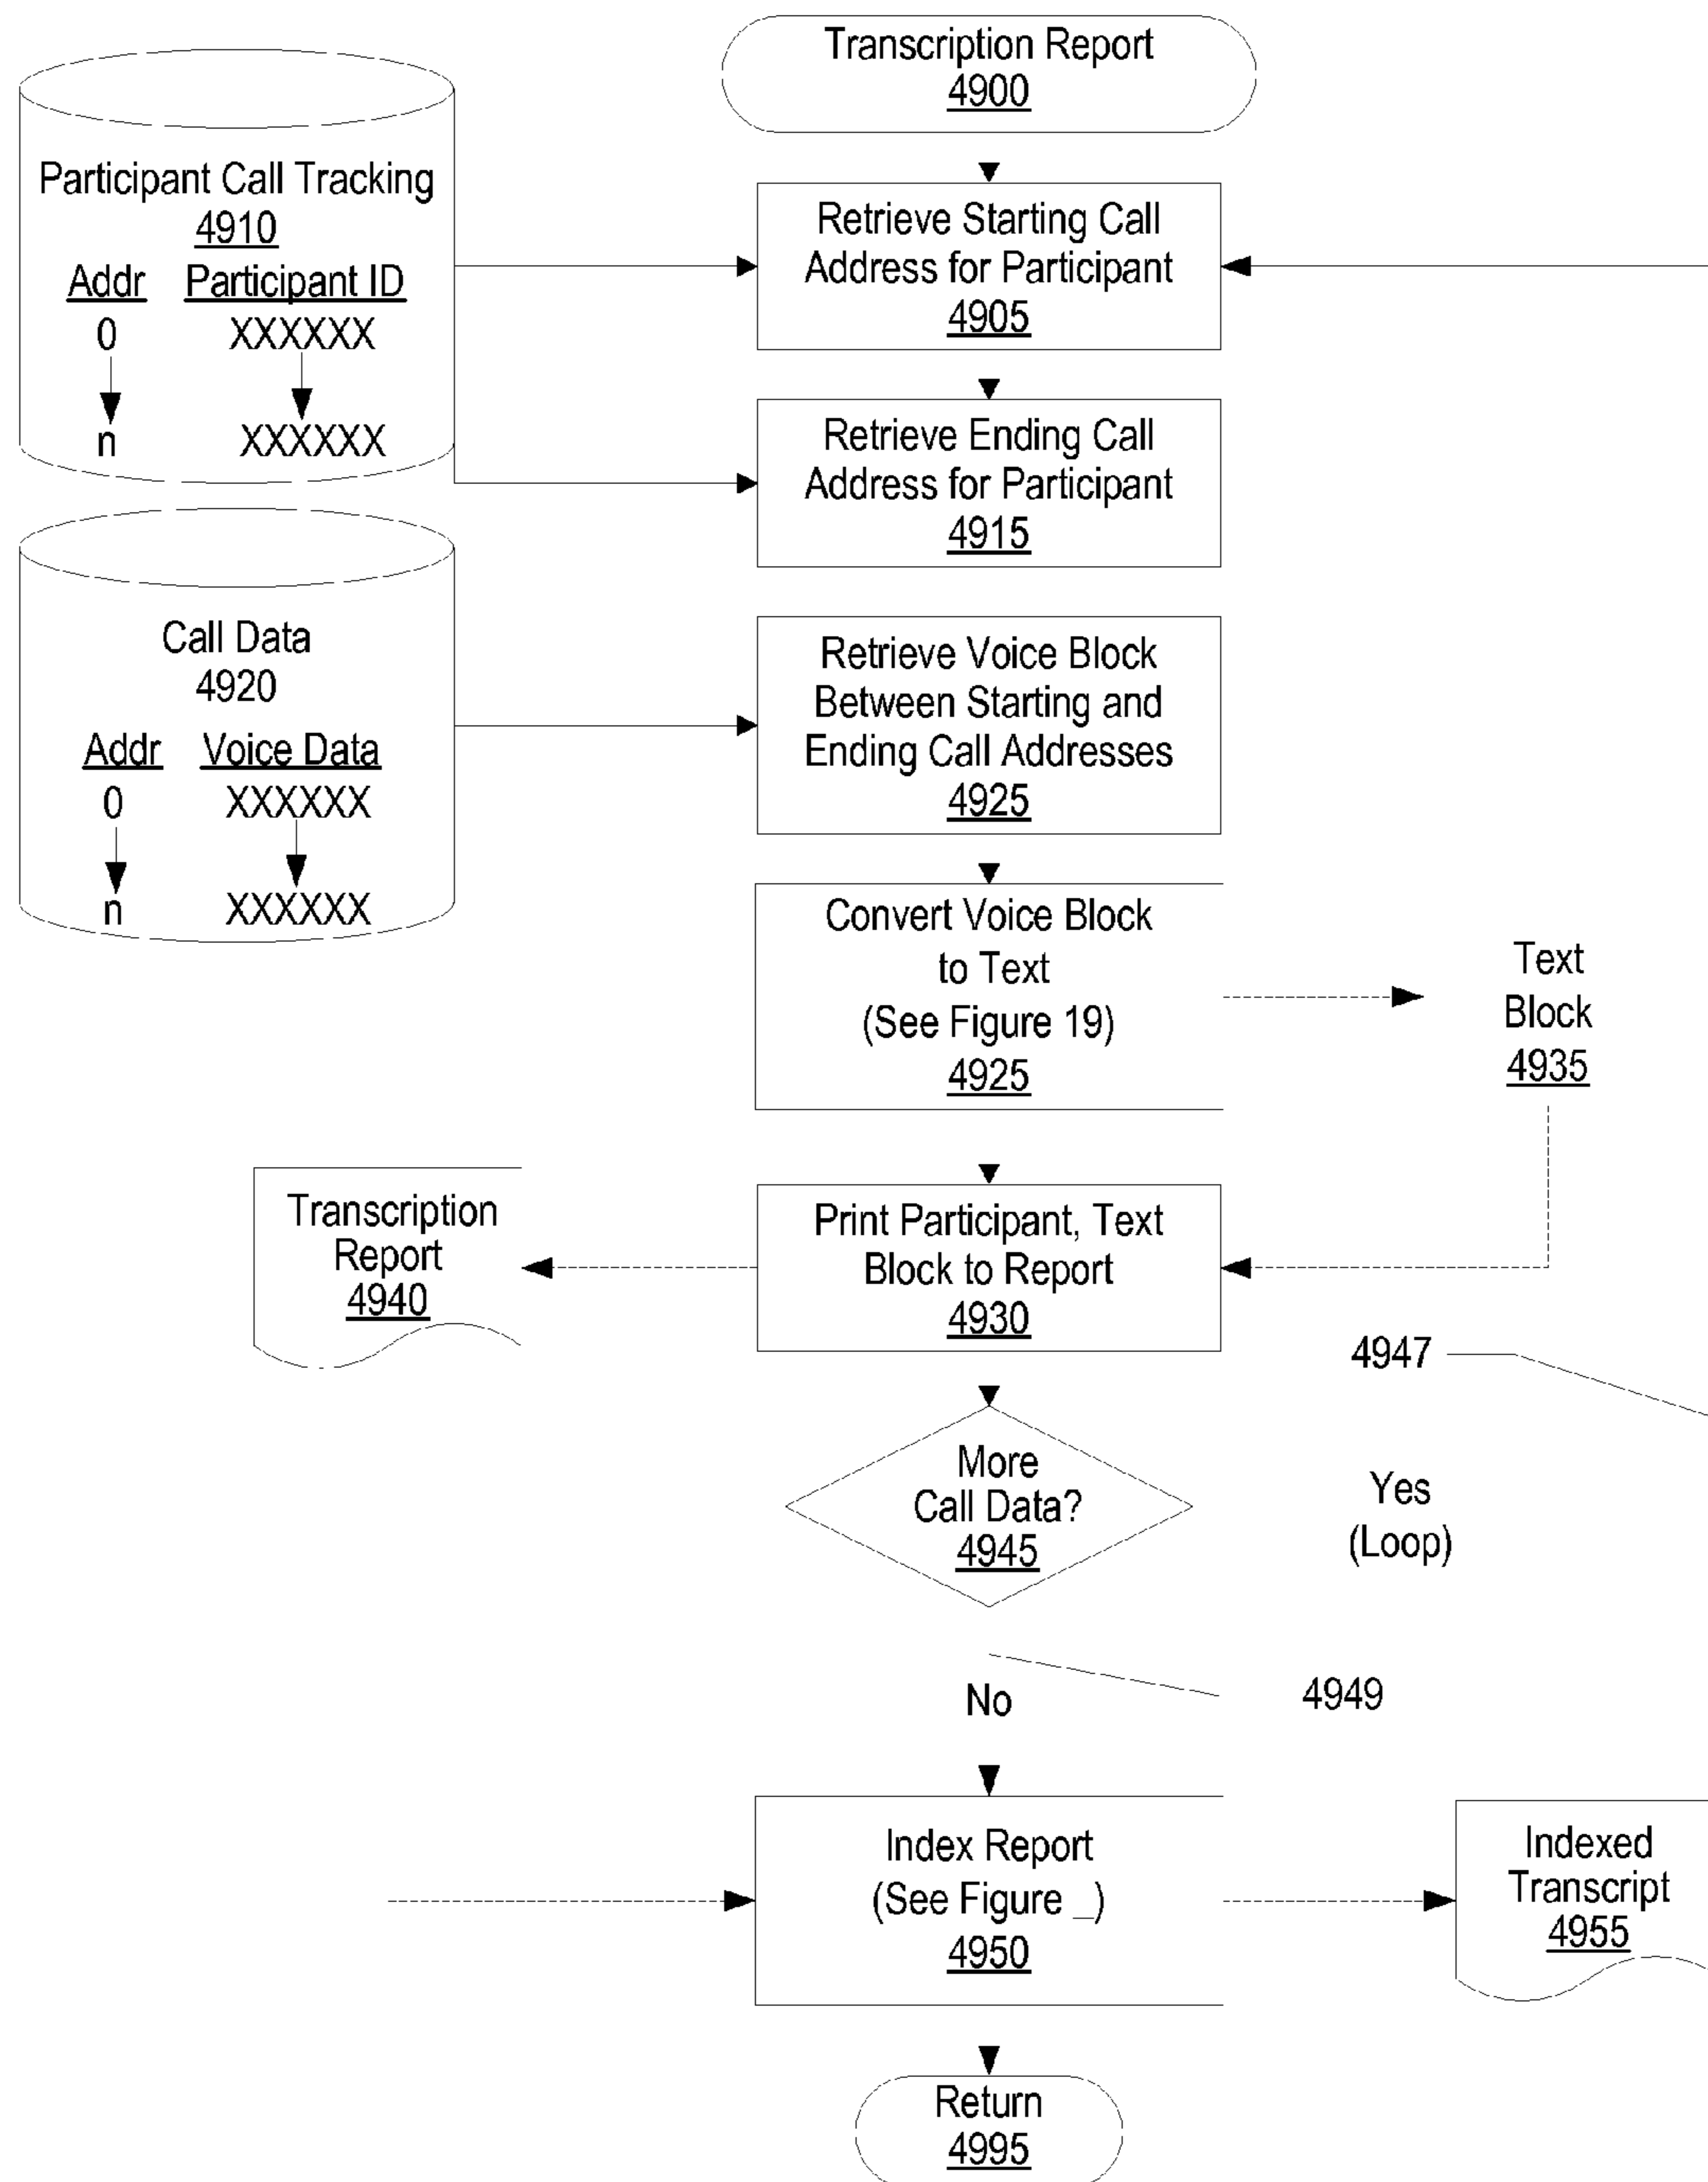 Transcription Report
4900
Participant Call Tracking
4910
Addr Participant ID
0 XXXXXX
n XXXXXX
Retrieve Starting Call
Address for Participant
4905
Retrieve Ending Call
Address for Participant
4915
Call Data
4920
Addr Voice Data
0 XXXXXX
n XXXXXX
Retrieve Voice Block
Between Starting and
Ending Call Addresses
4925
Convert Voice Block
to Text
(See Figure 19)
4925
Text
Block
4935
Transcription
Report
4940
Print Participant, Text
Block to Report
4930
4947
More
Call Data?
4945
Yes
(Loop)
No
4949
Index Report
(See Figure _)
4950
Indexed
Transcript
4955
Return
4995